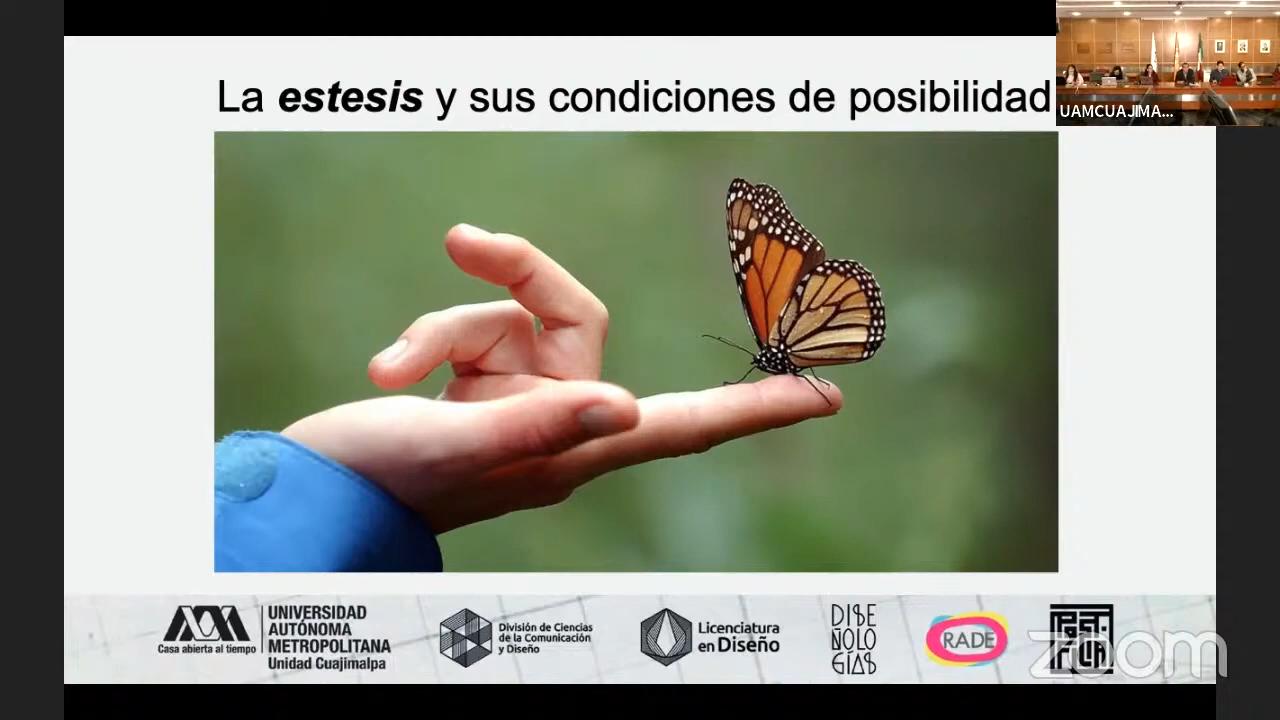 La estesis y sus condiciones de posibilidad
UAMCUAJIMA...
UNIVERSIDAD
AUTÓNOMA
METROPOLITANA
Casa abierta al tiempo
Unidad Cuajimalpa
División de Ciencias
de la Comunicación
y Diseño
Licenciatura
en Diseño
DISE
ÑOLO
GÍAS
RADE
zoom